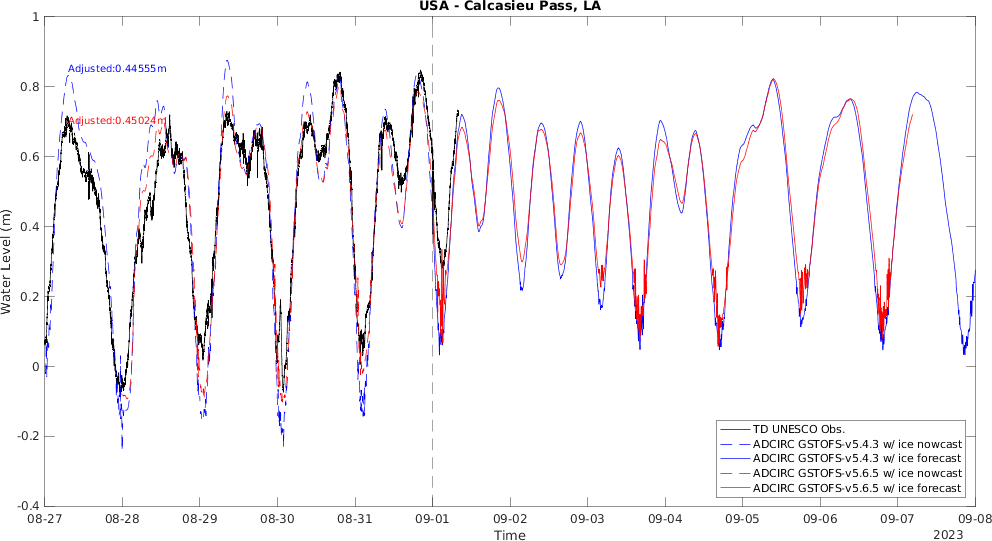 USA - Calcasieu Pass, LA
1
0.8
0.6
0.4
0.2
0
-0.2
-0.4
Water Level (m)
Adjusted:0.44555m
Adjusted:0.45024m
TD UNESCO Obs.
ADCIRC GSTOFS-v5.4.3 w/ ice nowcast
ADCIRC GSTOFS-v5.4.3 w/ ice forecast
ADCIRC GSTOFS-v5.6.5 w/ ice nowcast
ADCIRC GSTOFS-v5.6.5 w/ ice forecast
08-27 08-28 08-29 08-30 08-31 09-01 09-02 09-03 09-04 09-05 09-06 09-07 09-08
Time
2023